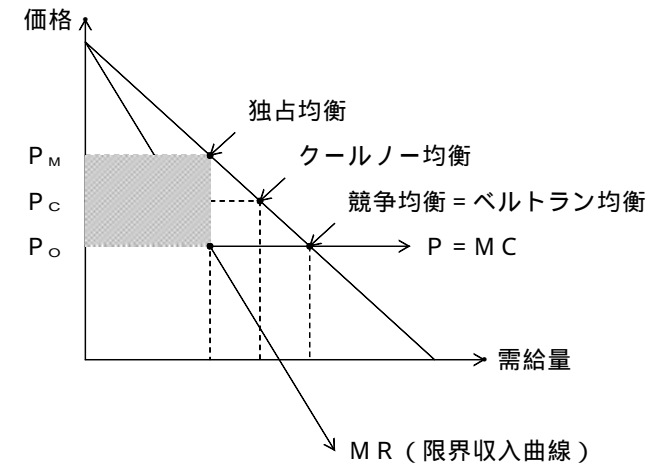 価格
独占均衡
クールノー均衡
PM
PC
競争均衡=ベルトラン均衡
PO
P=MC
需給量
MR(限界収入曲線)